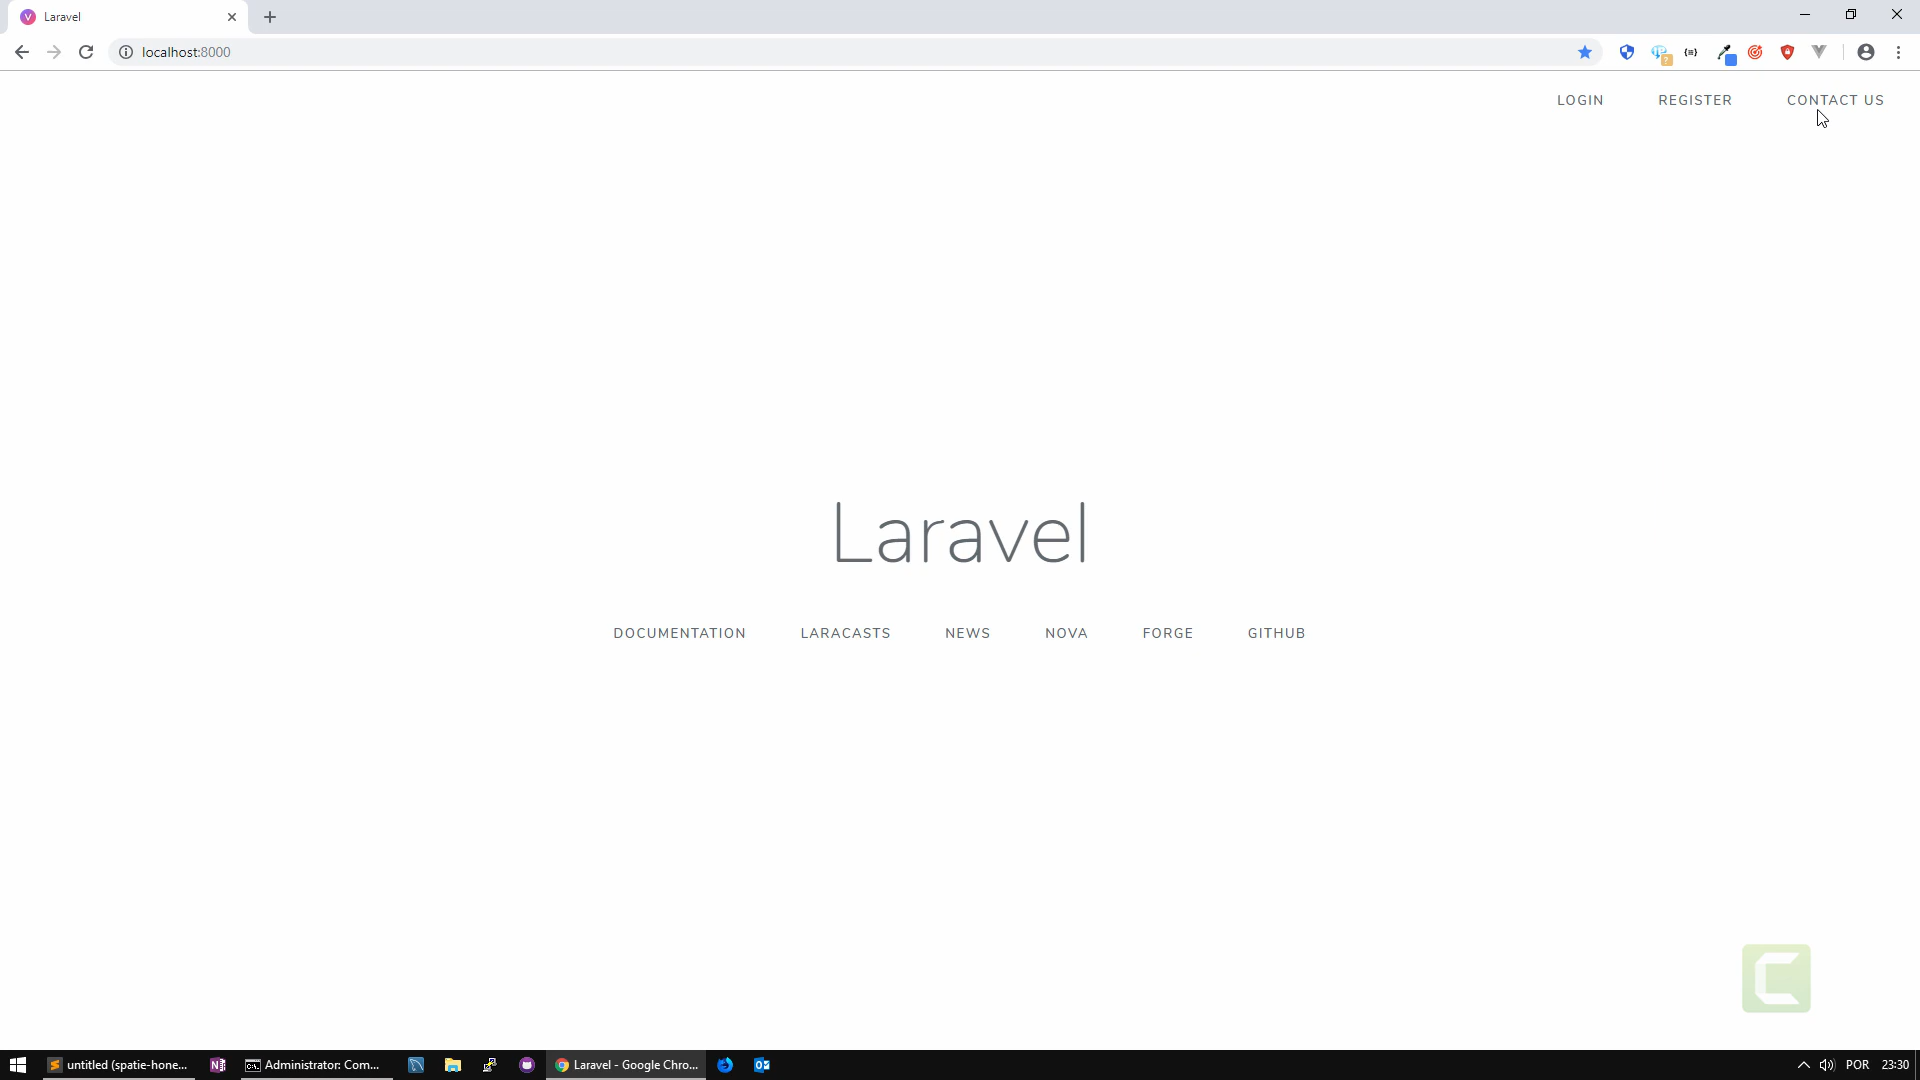 Laravel
localhost:8000
LOGIN REGISTER CONTACT US
Laravel
DOCUMENTATION LARACASTS NEWS NOVA FORGE GITHUB
untitled (spatie-hone... Administrator: Com... Laravel - Google Chro... POR 23:30